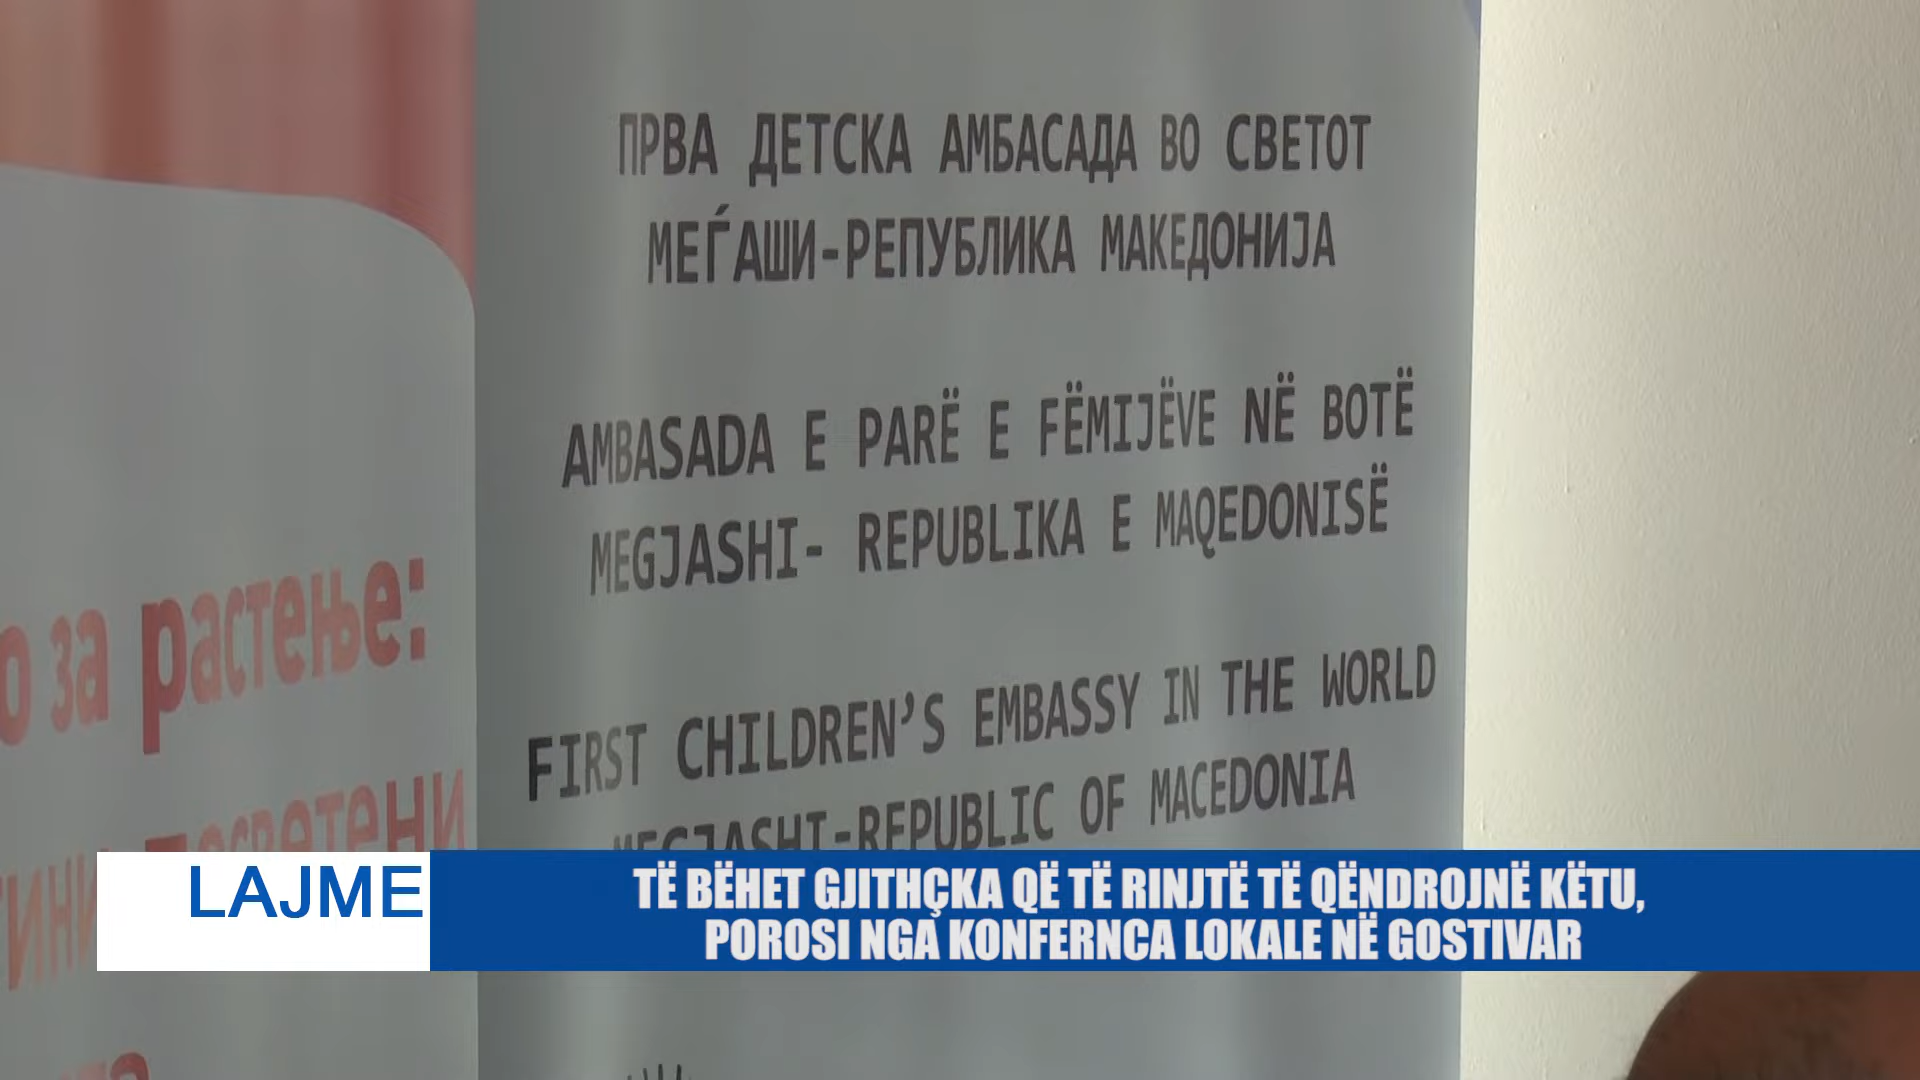 ПРВА ДЕТСКА АМБАСАДА ВО СВЕТОТ
МЕЃАШИ-РЕПУБЛИКА МАКЕДОНИЈА
AMBASADA E PARË E FËMIJËVE NË BOTË
MEGJASHI- REPUBLIKA E MAQEDONISË
FIRST CHILDREN'S EMBASSY IN THE WORLD
MEGJASHI-REPUBLIC OF MACEDONIA
за растење:
LAJME
TË BËHET GJITHÇKA QË TË RINJTË TË QËNDROJNË KËTU,
POROSI NGA KONFERNCA LOKALE NË GOSTIVAR